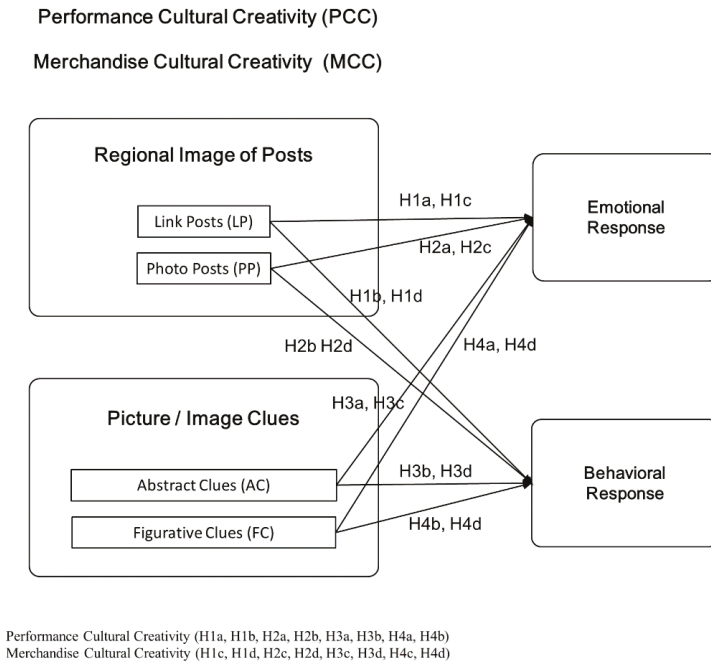 Performance Cultural Creativity (PCC)
Merchandise Cultural Creativity (MCC)
Regional Image of Posts
Link Posts (LP)
Photo Posts (PP)
H1a, H1c
H2a, H2c
Emotional
Response
H1b, H1d
H2b H2d
H4a, H4d
H3a, H3c
Picture / Image Clues
Abstract Clues (AC)
Figurative Clues (FC)
H3b, H3d
H4b, H4d
Behavioral
Response
Performance Cultural Creativity (H1a, H1b, H2a, H2b, H3a, H3b, H4a, H4b)
Merchandise Cultural Creativity (H1c, H1d, H2c, H2d, H3c, H3d, H4c, H4d)